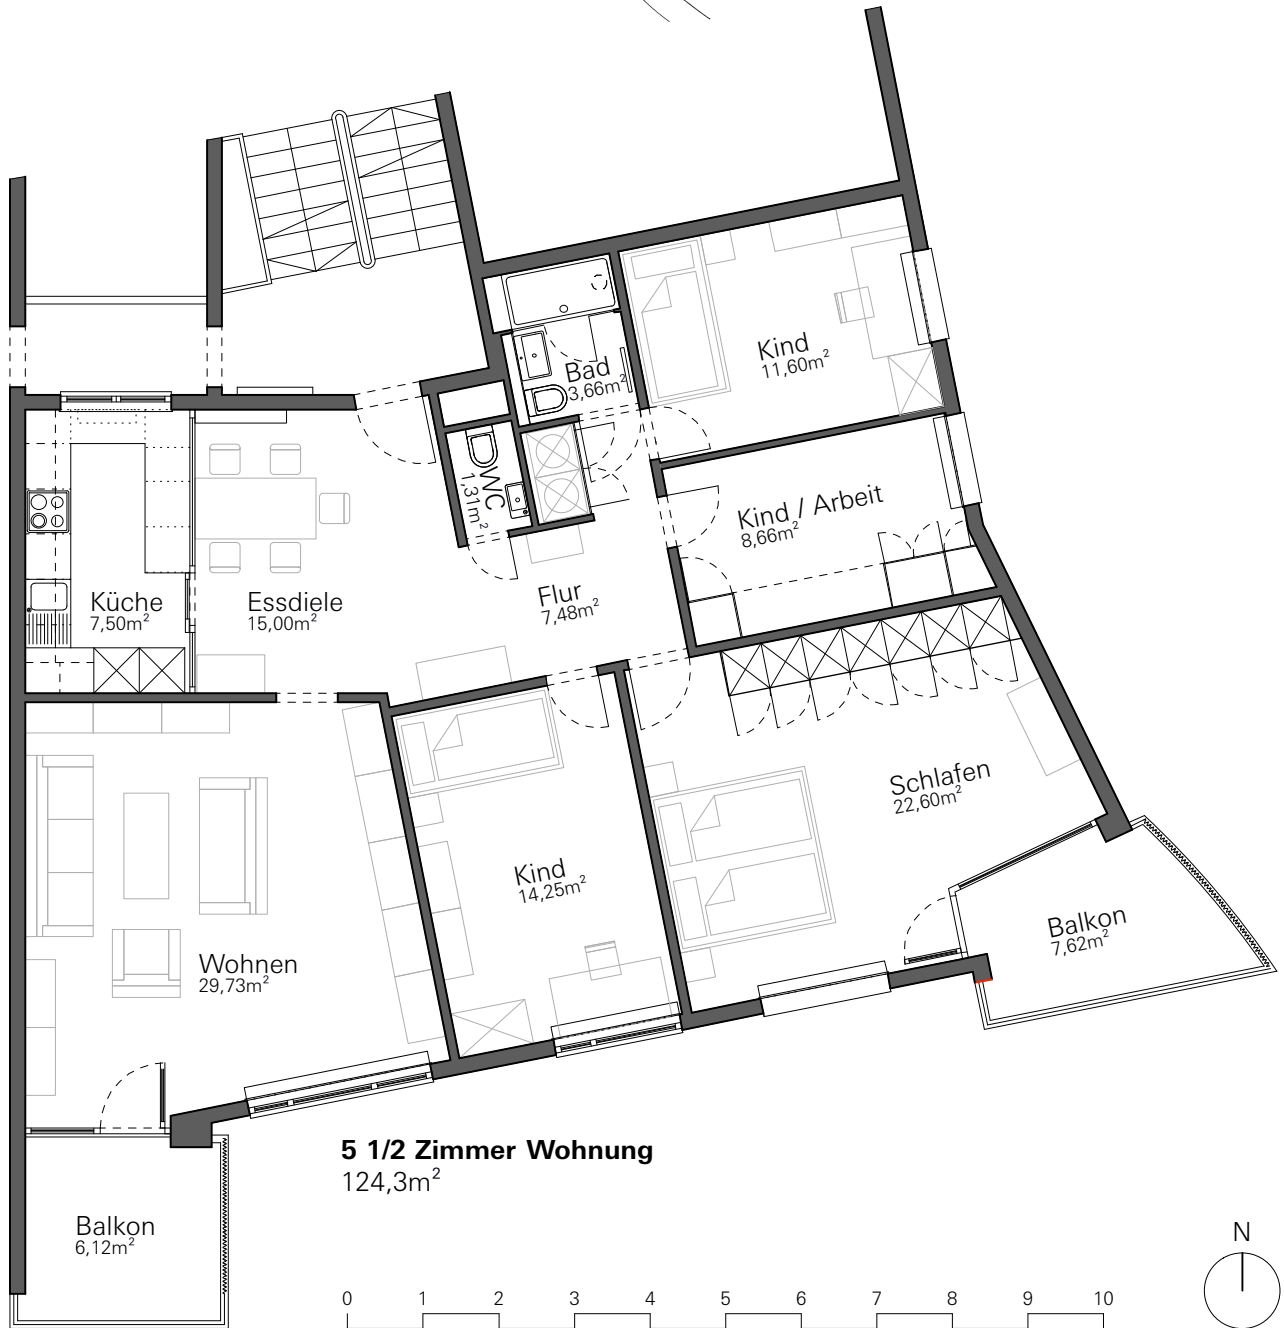 Kind
11,60m²
Bad
3,66m²
WC
1,31m²
Kind / Arbeit
8,66m²
Küche
7,50m²
Essdiele
15,00m²
Flur
7,48m²
Schlafen
22,60m²
Kind
14,25m²
Balkon
7,62m²
Wohnen
29,73m²
5 1/2 Zimmer Wohnung
124,3m²
Balkon
6,12m²
N
0 1 2 3 4 5 6 7 8 9 10